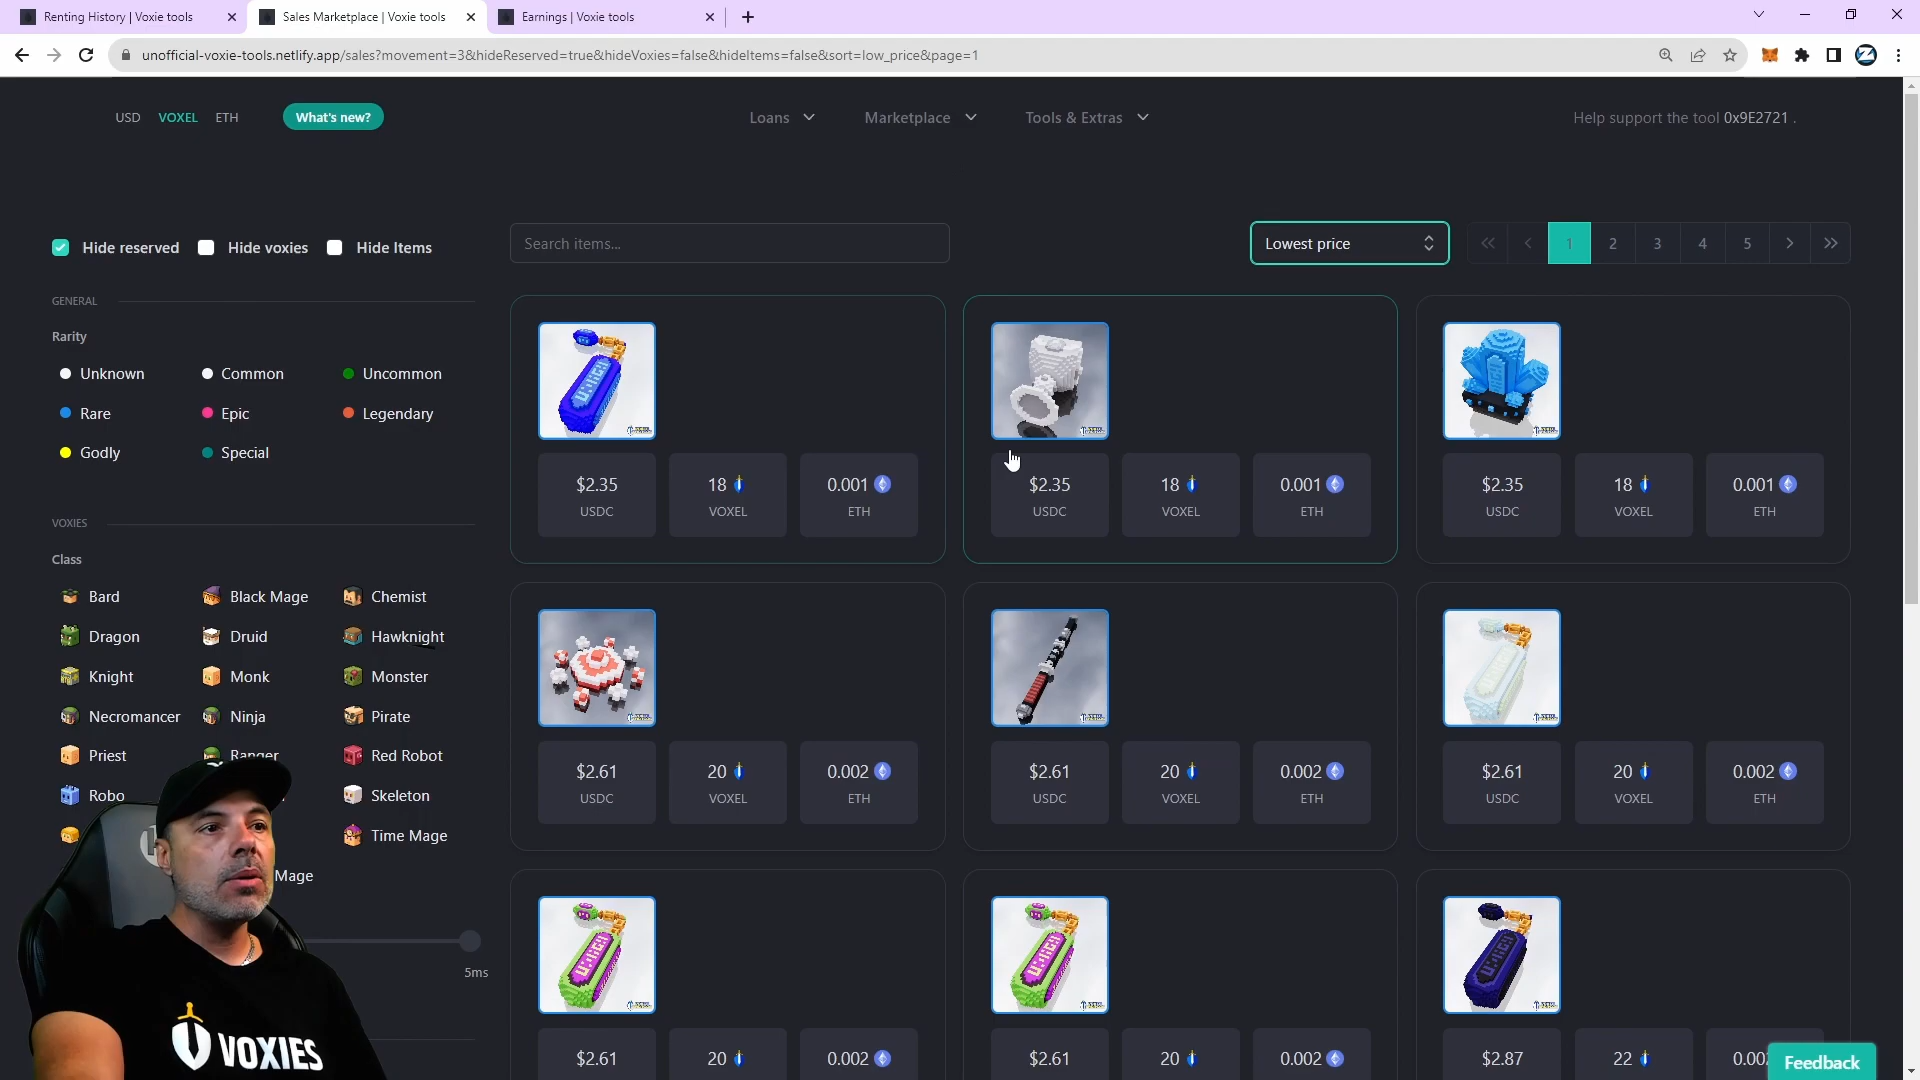 Renting History | Voxie tools
Sales Marketplace | Voxie tools
Earnings | Voxie tools
unofficial-voxie-tools.netlify.app/sales?movement=3&hideReserved=true&hideVoxies=false&hideItems=false&sort=low_price&page=1
USD VOXEL ETH What's new? Loans Marketplace Tools & Extras Help support the tool 0x9E2721 .
Hide reserved Hide voxies Hide Items
Search items...
Lowest price
1 2 3 4 5
GENERAL
Rarity
Unknown Common Uncommon
Rare Epic Legendary
Godly Special
VOXIES
Class
Bard Black Mage Chemist
Dragon Druid Hawknight
Knight Monk Monster
Necromancer Ninja Pirate
Priest Ranger Red Robot
Robo Skeleton
Time Mage
Mage
5ms
$2.35 18 0.001 $2.35 18 0.001 $2.35 18 0.001
USDC VOXEL ETH USDC VOXEL ETH USDC VOXEL ETH
$2.61 20 0.002 $2.61 20 0.002 $2.61 20 0.002
USDC VOXEL ETH USDC VOXEL ETH USDC VOXEL ETH
$2.61 20 0.002 $2.61 20 0.002 $2.87 22
Feedback
VOXIES